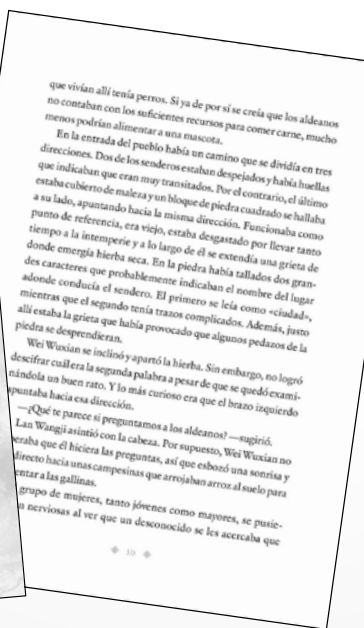 que vivían allí tenía perros. Si ya de por sí se creía que los aldeanos
no contaban con los suficientes recursos para comer carne, mucho
menos podrían alimentar a una mascota.
En la entrada del pueblo había un camino que se dividía en tres
direcciones. Dos de los senderos estaban despejados y había huellas
que indicaban que eran muy transitados. Por el contrario, el último
estaba cubierto de maleza y un bloque de piedra cuadrado se hallaba
a su lado, apuntando hacia la misma dirección. Funcionaba como
punto de referencia, era viejo, estaba desgastado por llevar tanto
tiempo a la intemperie y a lo largo de él se extendía una grieta de
donde emergía hierba seca. En la piedra había tallados dos gran-
des caracteres que probablemente indicaban el nombre del lugar
adonde conducía el sendero. El primero se leía como «ciudad»,
mientras que el segundo tenía trazos complicados. Además, justo
allí estaba la grieta que había provocado que algunos pedazos de la
piedra se desprendieran.
Wei Wuxian se inclinó y apartó la hierba. Sin embargo, no logró
descifrar cuál era la segunda palabra a pesar de que se quedó exami-
nándola un buen rato. Y lo más curioso era que el brazo izquierdo
apuntaba hacia esa dirección.
—¿Qué te parece si preguntamos a los aldeanos? —sugirió.
Lan Wangji asintió con la cabeza. Por supuesto, Wei Wuxian no
peraba que él hiciera las preguntas, así que esbozó una sonrisa y
directo hacia unas campesinas que arrojaban arroz al suelo para
entar a las gallinas.
grupo de mujeres, tanto jóvenes como mayores, se pusie-
n nerviosas al ver que un desconocido se les acercaba que
10